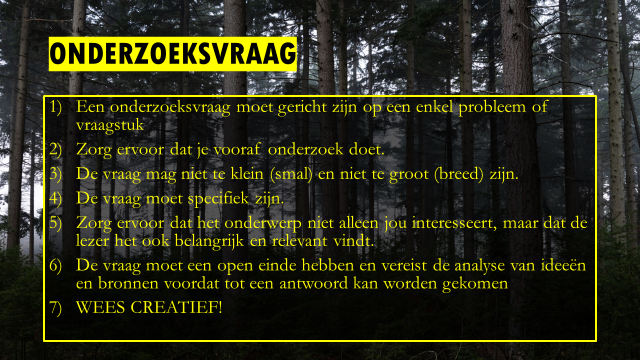 ONDERZOEKSVRAAG
1) Een onderzoeksvraag moet gericht zijn op een enkel probleem of
vraagstuk
2) Zorg ervoor dat je vooraf onderzoek doet.
3) De vraag mag niet te klein (smal) en niet te groot (breed) zijn.
4) De vraag moet specifiek zijn.
5) Zorg ervoor dat het onderwerp niet alleen jou interesseert, maar dat de
lezer het ook belangrijk en relevant vindt.
6) De vraag moet een open einde hebben en vereist de analyse van ideeën
en bronnen voordat tot een antwoord kan worden gekomen
7) WEES CREATIEF!